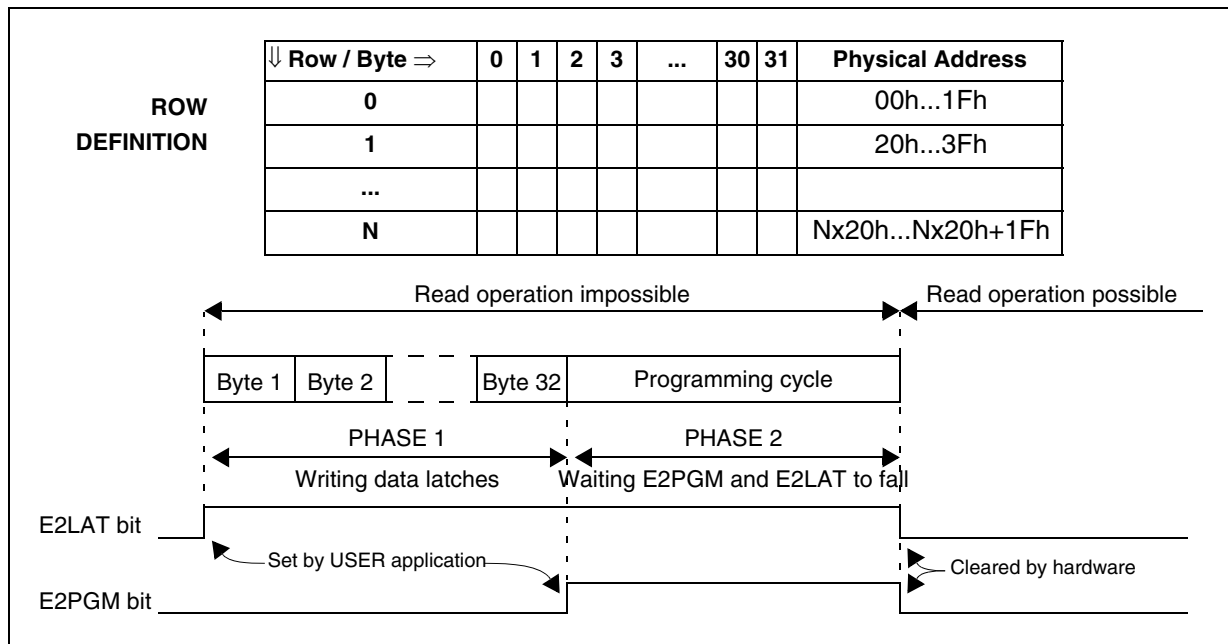 ⇓ Row / Byte ⇒ 0 1 2 3 ... 30 31 Physical Address
ROW
DEFINITION
0 00h...1Fh
1 20h...3Fh
...
N Nx20h...Nx20h+1Fh
Read operation impossible Read operation possible
Byte 1 Byte 2 Byte 32 Programming cycle
PHASE 1 PHASE 2
Writing data latches Waiting E2PGM and E2LAT to fall
E2LAT bit
Set by USER application Cleared by hardware
E2PGM bit